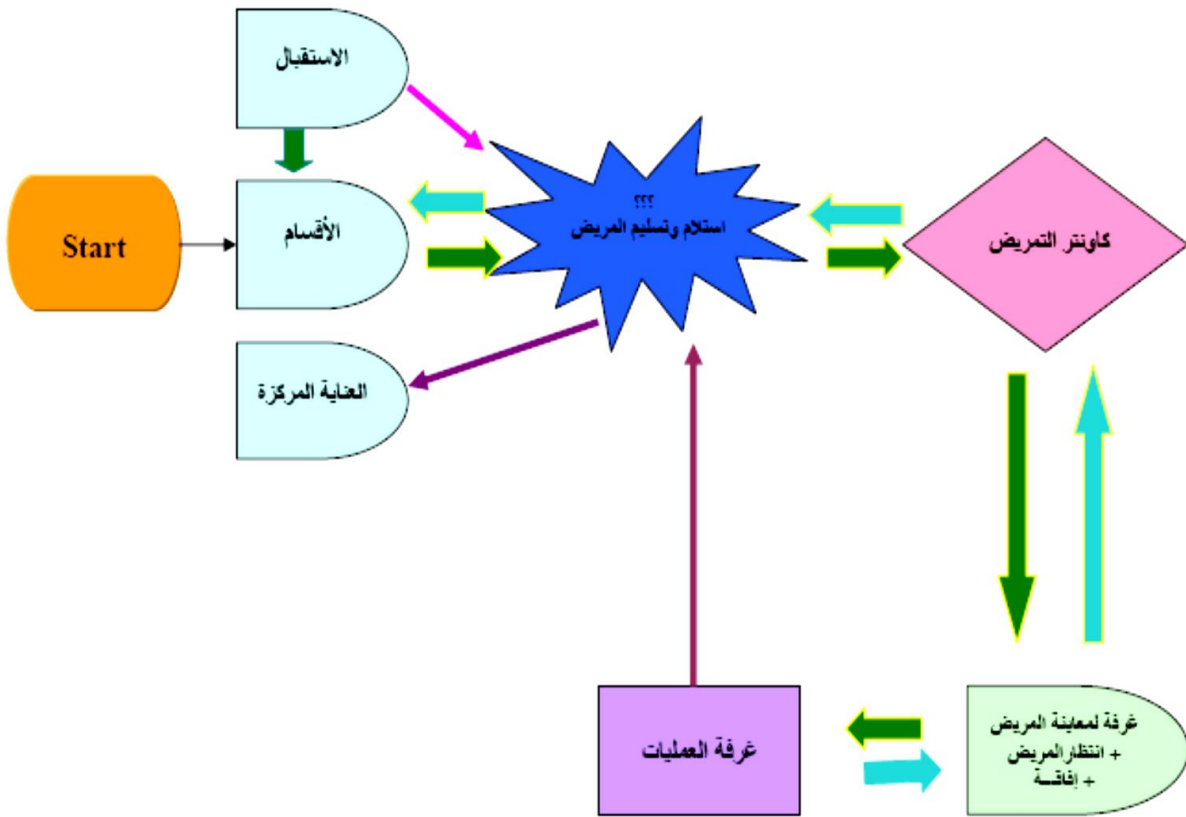 الاستقبال
Start
الأقسام
؟؟؟
استلام وتسليم المريض
كاونتر التمريض
العناية المركزة
غرفة العمليات
غرفة لمعاينة المريض
+ انتظار المريض
+ إفاقـــة